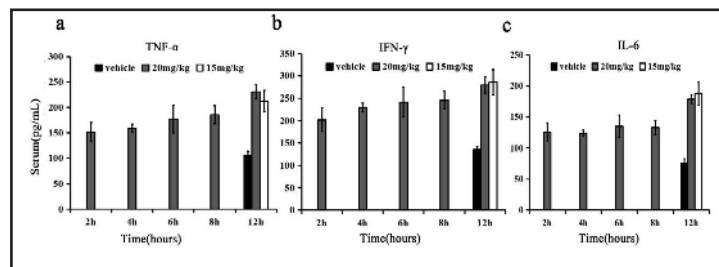 a
TNF-α
vehicle 20mg/kg 15mg/kg
300
250
200
150
100
50
0
2h 4h 6h 8h 12h
Time(hours)
Serum(pg/mL)
b
IFN-γ
vehicle 20mg/kg 15mg/kg
350
300
250
200
150
100
50
0
2h 4h 6h 8h 12h
Time(hours)
c
IL-6
vehicle 20mg/kg 15mg/kg
200
150
100
50
0
2h 4h 6h 8h 12h
Time(hours)